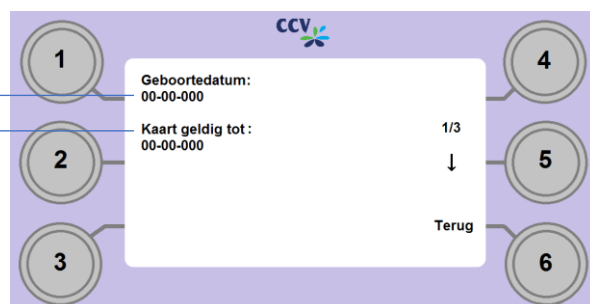 CCV
1
4
Geboortedatum:
00-00-000
Kaart geldig tot :
00-00-000
1/3
2
↓
5
Terug
3
6